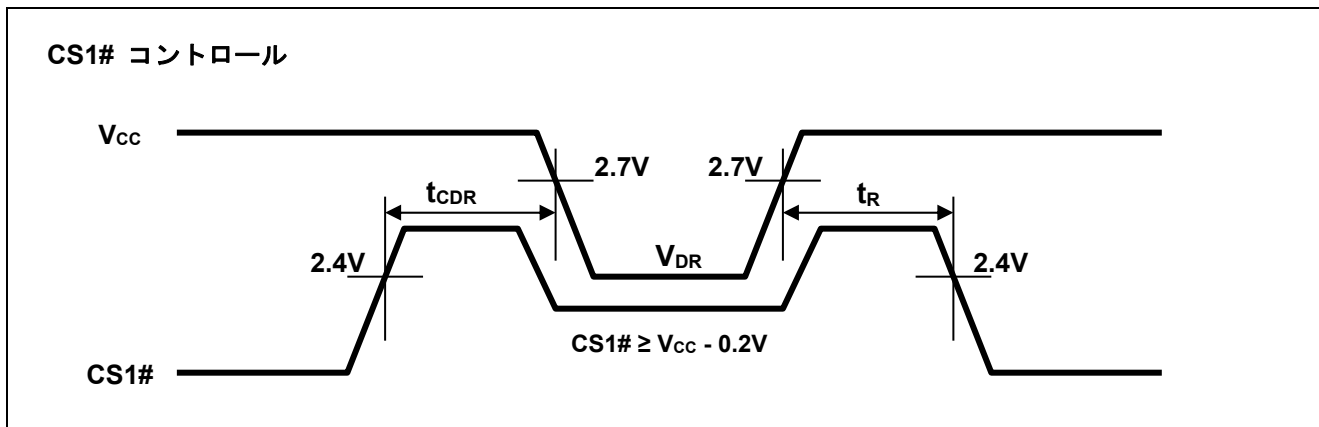 CS1# コントロール
Vcc
2.7V
2.7V
tCDR
tR
2.4V
VDR
2.4V
CS1# ≥ Vcc - 0.2V
CS1#